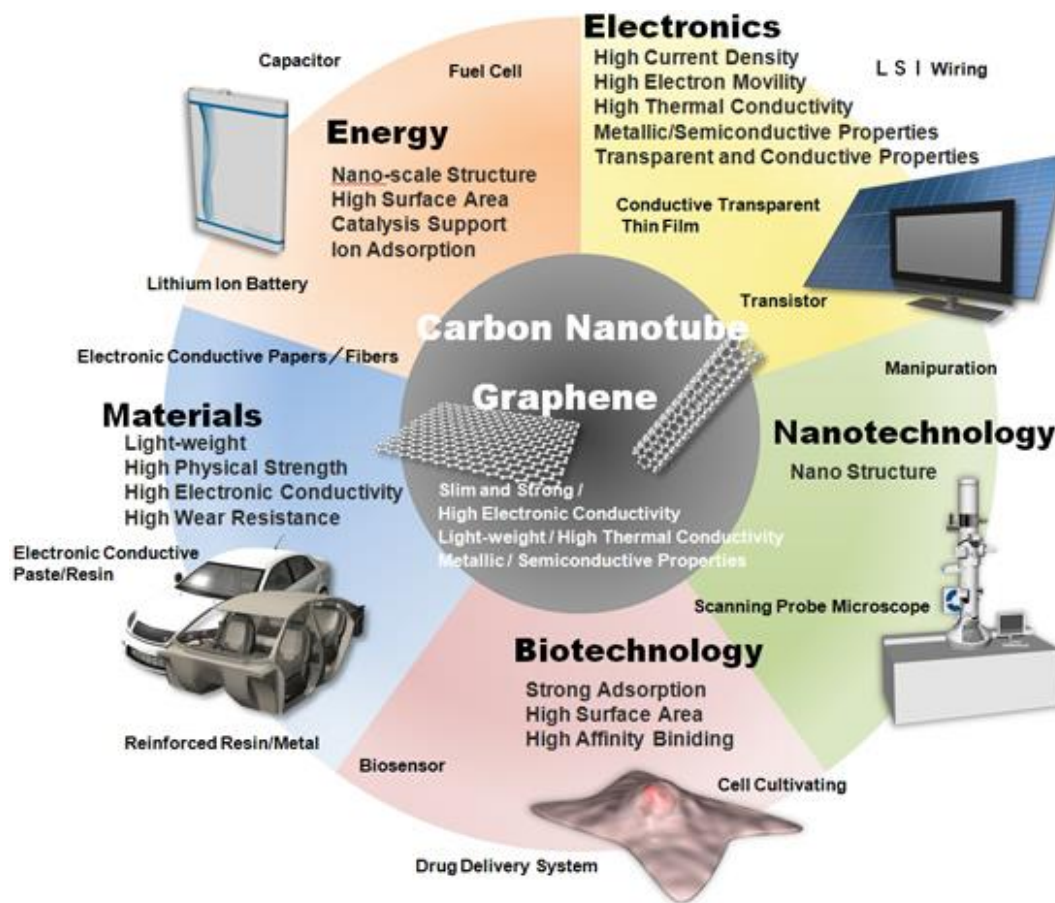 Electronics
High Current Density
High Electron Movility
High Thermal Conductivity
Metallic/Semiconductive Properties
Transparent and Conductive Properties
L S I Wiring
Conductive Transparent
Thin Film
Transistor
Capacitor
Fuel Cell
Energy
Nano-scale Structure
High Surface Area
Catalysis Support
Ion Adsorption
Lithium Ion Battery
Carbon Nanotube
Graphene
Slim and Strong /
High Electronic Conductivity
Light-weight / High Thermal Conductivity
Metallic / Semiconductive Properties
Electronic Conductive Papers／Fibers
Materials
Light-weight
High Physical Strength
High Electronic Conductivity
High Wear Resistance
Electronic Conductive
Paste/Resin
Reinforced Resin/Metal
Manipuration
Nanotechnology
Nano Structure
Scanning Probe Microscope
Biotechnology
Strong Adsorption
High Surface Area
High Affinity Biniding
Biosensor
Cell Cultivating
Drug Delivery System